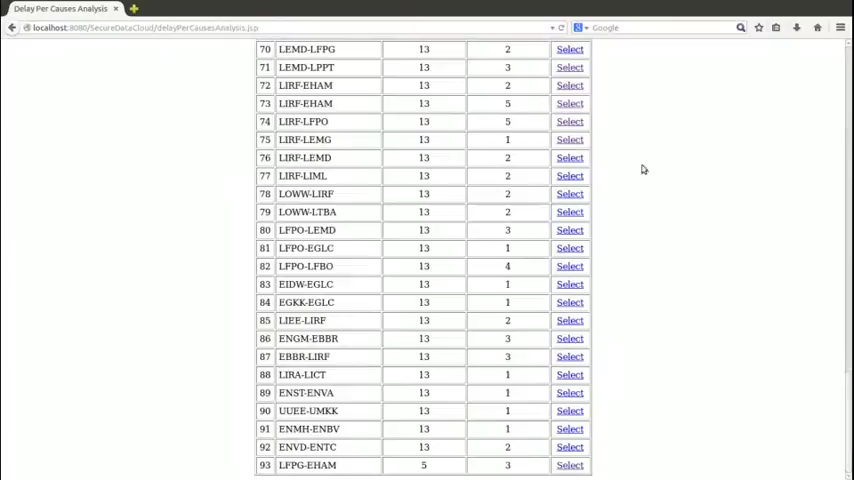 Delay Per Causes Analysis
localhost:8080/SecureDataCloud/delayPerCausesAnalysis.jsp
Google
70 LEMD-LFPG 13 2 Select
71 LEMD-LPPT 13 3 Select
72 LIRF-EHAM 13 2 Select
73 LIRF-EHAM 13 5 Select
74 LIRF-LFPO 13 5 Select
75 LIRF-LEMG 13 1 Select
76 LIRF-LEMD 13 2 Select
77 LIRF-LIML 13 2 Select
78 LOWW-LIRF 13 2 Select
79 LOWW-LTBA 13 2 Select
80 LFPO-LEMD 13 3 Select
81 LFPO-EGLC 13 1 Select
82 LFPO-LFBO 13 4 Select
83 EIDW-EGLC 13 1 Select
84 EGKK-EGLC 13 1 Select
85 LIEE-LIRF 13 2 Select
86 ENGM-EBBR 13 3 Select
87 EBBR-LIRF 13 3 Select
88 LIRA-LICT 13 1 Select
89 ENST-ENVA 13 1 Select
90 UUEE-UMKK 13 1 Select
91 ENMH-ENBV 13 1 Select
92 ENVD-ENTC 13 2 Select
93 LFPG-EHAM 5 3 Select